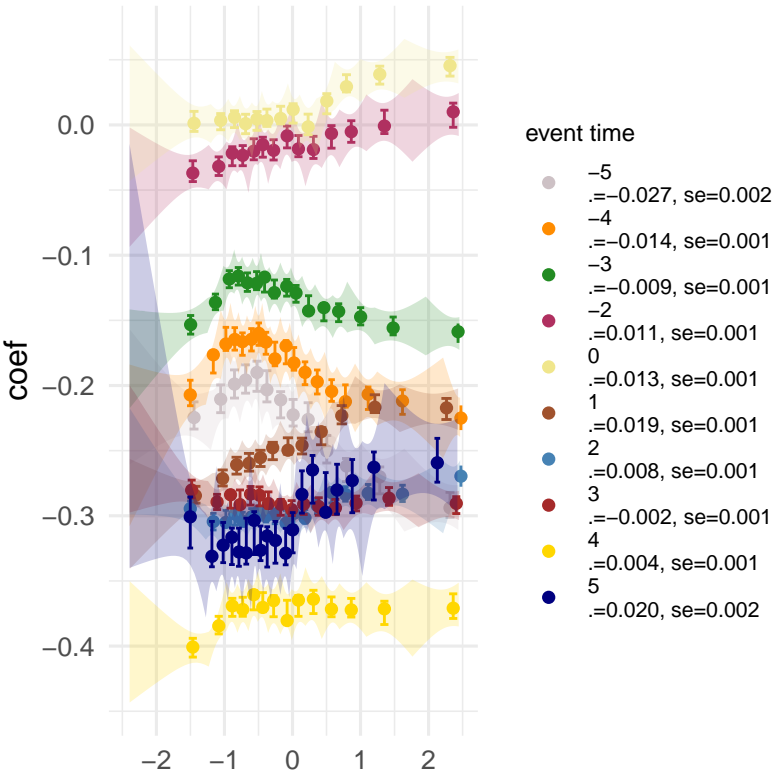 coef
0.0
−0.1
−0.2
−0.3
−0.4
−2
−1
0
1
2
event time
−5
.=−0.027, se=0.002
−4
.=−0.014, se=0.001
−3
.=−0.009, se=0.001
−2
.=0.011, se=0.001
0
.=0.013, se=0.001
1
.=0.019, se=0.001
2
.=0.008, se=0.001
3
.=−0.002, se=0.001
4
.=0.004, se=0.001
5
.=0.020, se=0.002